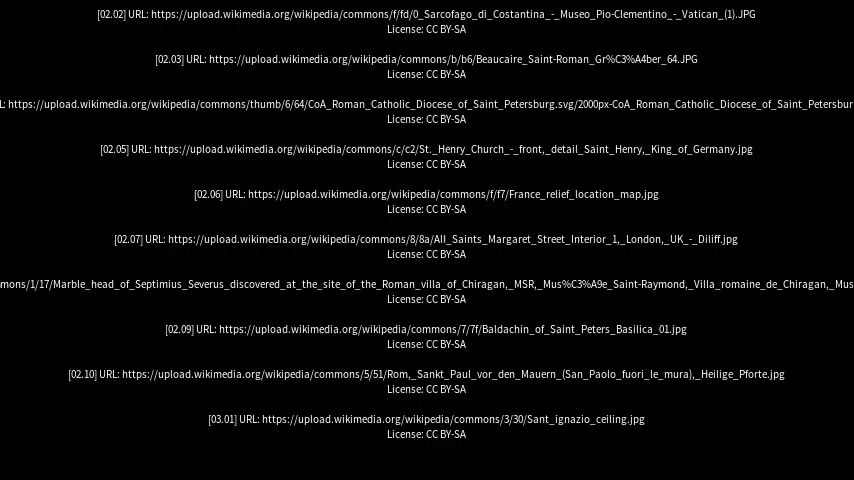 [02.02] URL: https://upload.wikimedia.org/wikipedia/commons/f/fd/0_Sarcofago_di_Costantina_-_Museo_Pio-Clementino_-_Vatican_(1).JPG
License: CC BY-SA
[02.03] URL: https://upload.wikimedia.org/wikipedia/commons/b/b6/Beaucaire_Saint-Roman_Gr%C3%A4ber_64.JPG
License: CC BY-SA
L: https://upload.wikimedia.org/wikipedia/commons/thumb/6/64/CoA_Roman_Catholic_Diocese_of_Saint_Petersburg.svg/2000px-CoA_Roman_Catholic_Diocese_of_Saint_Petersbur
License: CC BY-SA
[02.05] URL: https://upload.wikimedia.org/wikipedia/commons/c/c2/St._Henry_Church_-_front,_detail_Saint_Henry,_King_of_Germany.jpg
License: CC BY-SA
[02.06] URL: https://upload.wikimedia.org/wikipedia/commons/f/f7/France_relief_location_map.jpg
License: CC BY-SA
[02.07] URL: https://upload.wikimedia.org/wikipedia/commons/8/8a/All_Saints_Margaret_Street_Interior_1,_London,_UK_-_Diliff.jpg
License: CC BY-SA
mons/1/17/Marble_head_of_Septimius_Severus_discovered_at_the_site_of_the_Roman_villa_of_Chiragan,_MSR,_Mus%C3%A9e_Saint-Raymond,_Villa_romaine_de_Chiragan,_Mus
License: CC BY-SA
[02.09] URL: https://upload.wikimedia.org/wikipedia/commons/7/7f/Baldachin_of_Saint_Peters_Basilica_01.jpg
License: CC BY-SA
[02.10] URL: https://upload.wikimedia.org/wikipedia/commons/5/51/Rom,_Sankt_Paul_vor_den_Mauern_(San_Paolo_fuori_le_mura),_Heilige_Pforte.jpg
License: CC BY-SA
[03.01] URL: https://upload.wikimedia.org/wikipedia/commons/3/30/Sant_ignazio_ceiling.jpg
License: CC BY-SA